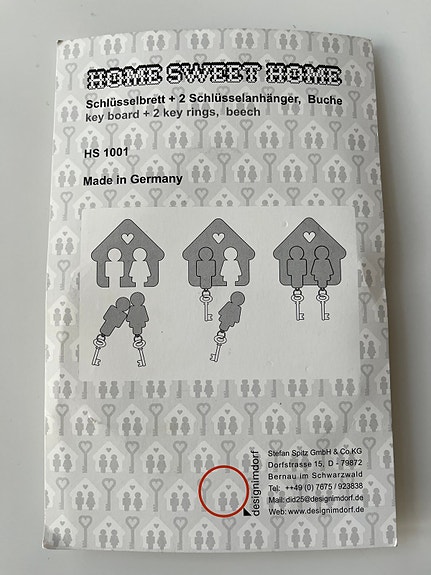 HOME SWEET HOME
Schlüsselbrett + 2 Schlüsselanhänger, Buche
key board + 2 key rings, beech
HS 1001
Made in Germany
designimdorf
Stefan Spitz GmbH & Co.KG
Dorfstrasse 15, D - 79872
Bernau im Schwarzwald
Tel: ++49 (0) 7675 / 923838
Mail: did25@designimdorf.de
Web: www.designimdorf.de